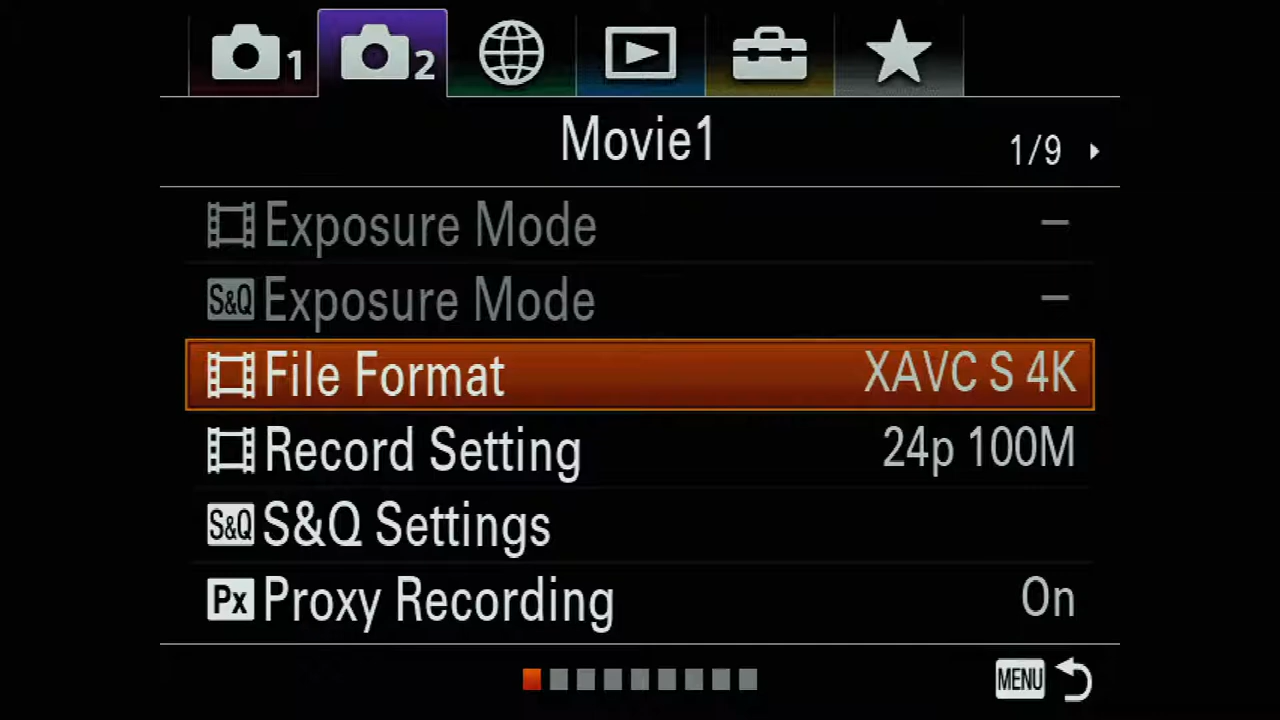 1 2
Movie1 1/9
Exposure Mode –
S&Q Exposure Mode –
File Format XAVC S 4K
Record Setting 24p 100M
S&Q S&Q Settings
Px Proxy Recording On
MENU